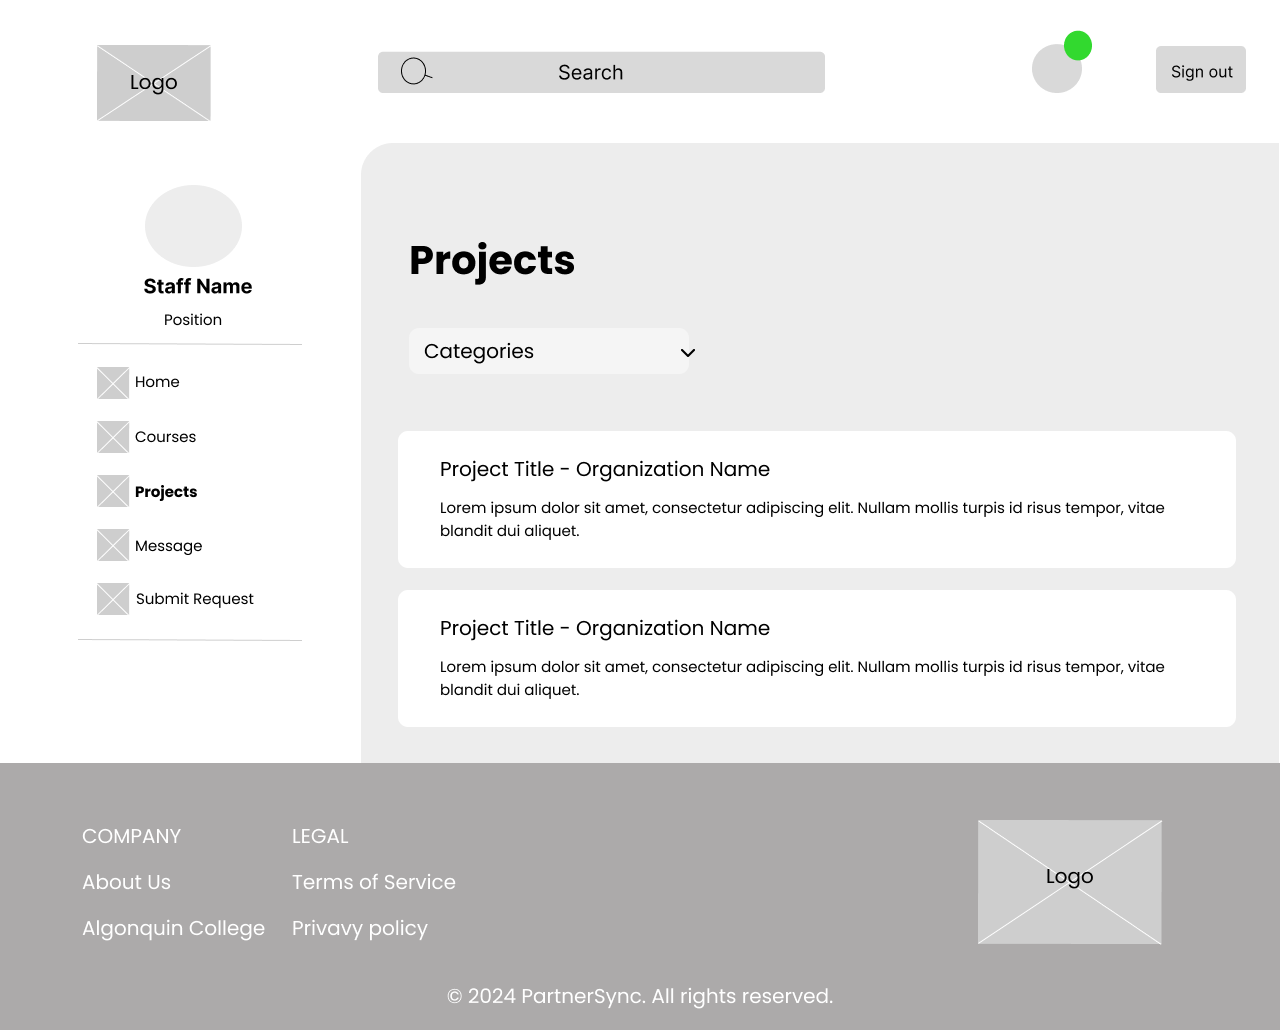 Logo
Search
Sign out
Staff Name
Position
Home
Courses
Projects
Message
Submit Request
Projects
Categories
Project Title - Organization Name
Lorem ipsum dolor sit amet, consectetur adipiscing elit. Nullam mollis turpis id risus tempor, vitae
blandit dui aliquet.
Project Title - Organization Name
Lorem ipsum dolor sit amet, consectetur adipiscing elit. Nullam mollis turpis id risus tempor, vitae
blandit dui aliquet.
COMPANY
About Us
Algonquin College
LEGAL
Terms of Service
Privavy policy
Logo
© 2024 PartnerSync. All rights reserved.